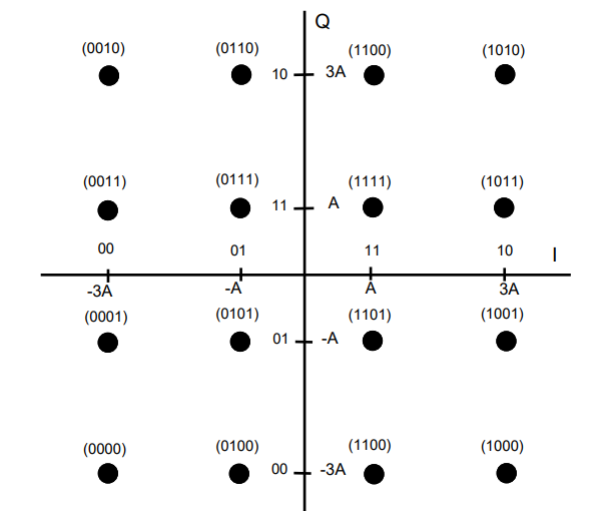 Q
(0010) (0110) (1100) (1010)
10 3A
(0011) (0111) (1111) (1011)
11 A
00 01 11 10 I
-3A -A A 3A
(0001) (0101) (1101) (1001)
01 -A
(0000) (0100) (1100) (1000)
00 -3A